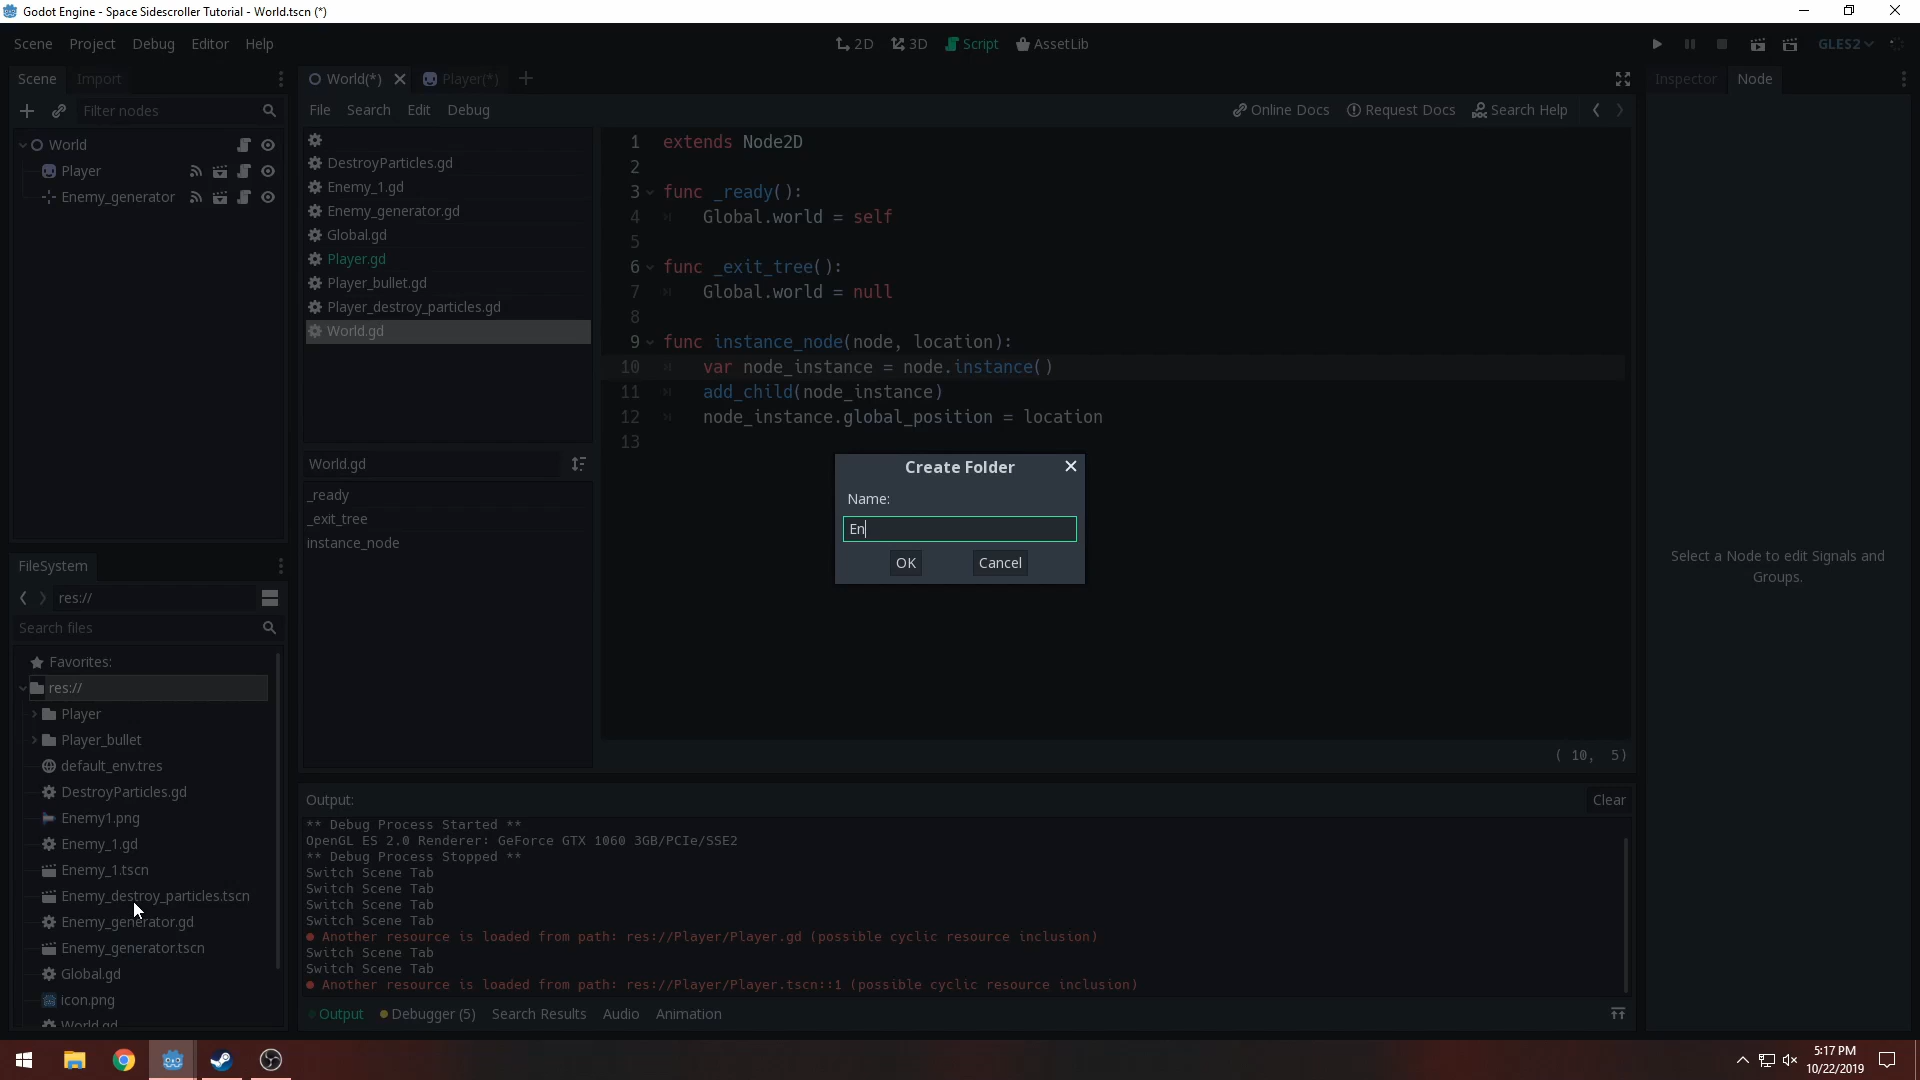 Godot Engine - Space Sidescroller Tutorial - World.tscn (*)
Scene Project Debug Editor Help
2D 3D Script AssetLib
GLES2
Scene Import
World(*) Player(*)
Inspector Node
Filter nodes
File Search Edit Debug
Online Docs Request Docs Search Help
World
Player
Enemy_generator
DestroyParticles.gd
Enemy_1.gd
Enemy_generator.gd
Global.gd
Player.gd
Player_bullet.gd
Player_destroy_particles.gd
World.gd
1 extends Node2D
2
3 func _ready():
4 Global.world = self
5
6 func _exit_tree():
7 Global.world = null
8
9 func instance_node(node, location):
10 var node_instance = node.instance()
11 add_child(node_instance)
12 node_instance.global_position = location
13
World.gd
_ready
_exit_tree
instance_node
Create Folder
Name:
En
OK Cancel
Select a Node to edit Signals and
Groups.
FileSystem
res://
Search files
Favorites:
res://
Player
Player_bullet
default_env.tres
DestroyParticles.gd
Enemy1.png
Enemy_1.gd
Enemy_1.tscn
Enemy_destroy_particles.tscn
Enemy_generator.gd
Enemy_generator.tscn
Global.gd
icon.png
World.gd
( 10, 5)
Output:
Clear
** Debug Process Started **
OpenGL ES 2.0 Renderer: GeForce GTX 1060 3GB/PCIe/SSE2
** Debug Process Stopped **
Switch Scene Tab
Switch Scene Tab
Switch Scene Tab
Switch Scene Tab
Another resource is loaded from path: res://Player/Player.gd (possible cyclic resource inclusion)
Switch Scene Tab
Switch Scene Tab
Another resource is loaded from path: res://Player/Player.tscn::1 (possible cyclic resource inclusion)
Output Debugger (5) Search Results Audio Animation
5:17 PM
10/22/2019